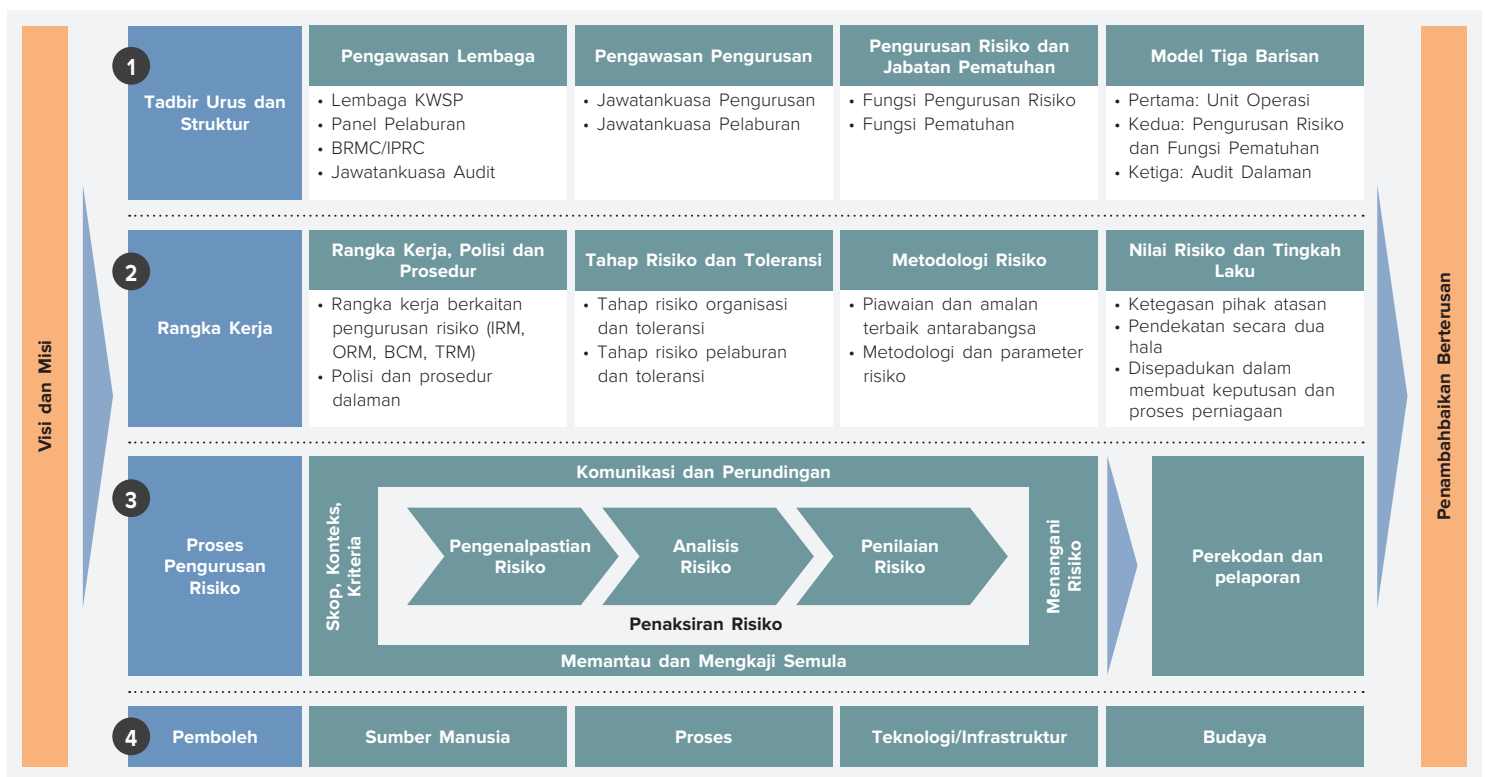 Visi dan Misi
1
Tadbir Urus dan
Struktur
Pengawasan Lembaga
• Lembaga KWSP
• Panel Pelaburan
• BRMC/IPRC
• Jawatankuasa Audit
Pengawasan Pengurusan
• Jawatankuasa Pengurusan
• Jawatankuasa Pelaburan
Pengurusan Risiko dan
Jabatan Pematuhan
• Fungsi Pengurusan Risiko
• Fungsi Pematuhan
Model Tiga Barisan
• Pertama: Unit Operasi
• Kedua: Pengurusan Risiko
dan Fungsi Pematuhan
• Ketiga: Audit Dalaman
2
Rangka Kerja
Rangka Kerja, Polisi dan
Prosedur
• Rangka kerja berkaitan
pengurusan risiko (IRM,
ORM, BCM, TRM)
• Polisi dan prosedur
dalaman
Tahap Risiko dan Toleransi
• Tahap risiko organisasi
dan toleransi
• Tahap risiko pelaburan
dan toleransi
Metodologi Risiko
• Piawaian dan amalan
terbaik antarabangsa
• Metodologi dan parameter
risiko
Nilai Risiko dan Tingkah
Laku
• Ketegasan pihak atasan
• Pendekatan secara dua
hala
• Disepadukan dalam
membuat keputusan dan
proses perniagaan
3
Proses
Pengurusan
Risiko
Komunikasi dan Perundingan
Skop, Konteks,
Kriteria
Pengenalpastian
Risiko
Analisis
Risiko
Penilaian
Risiko
Penaksiran Risiko
Menangani
Risiko
Memantau dan Mengkaji Semula
Perekodan dan
pelaporan
4
Pemboleh
Sumber Manusia
Proses
Teknologi/Infrastruktur
Budaya
Penambahbaikan Berterusan